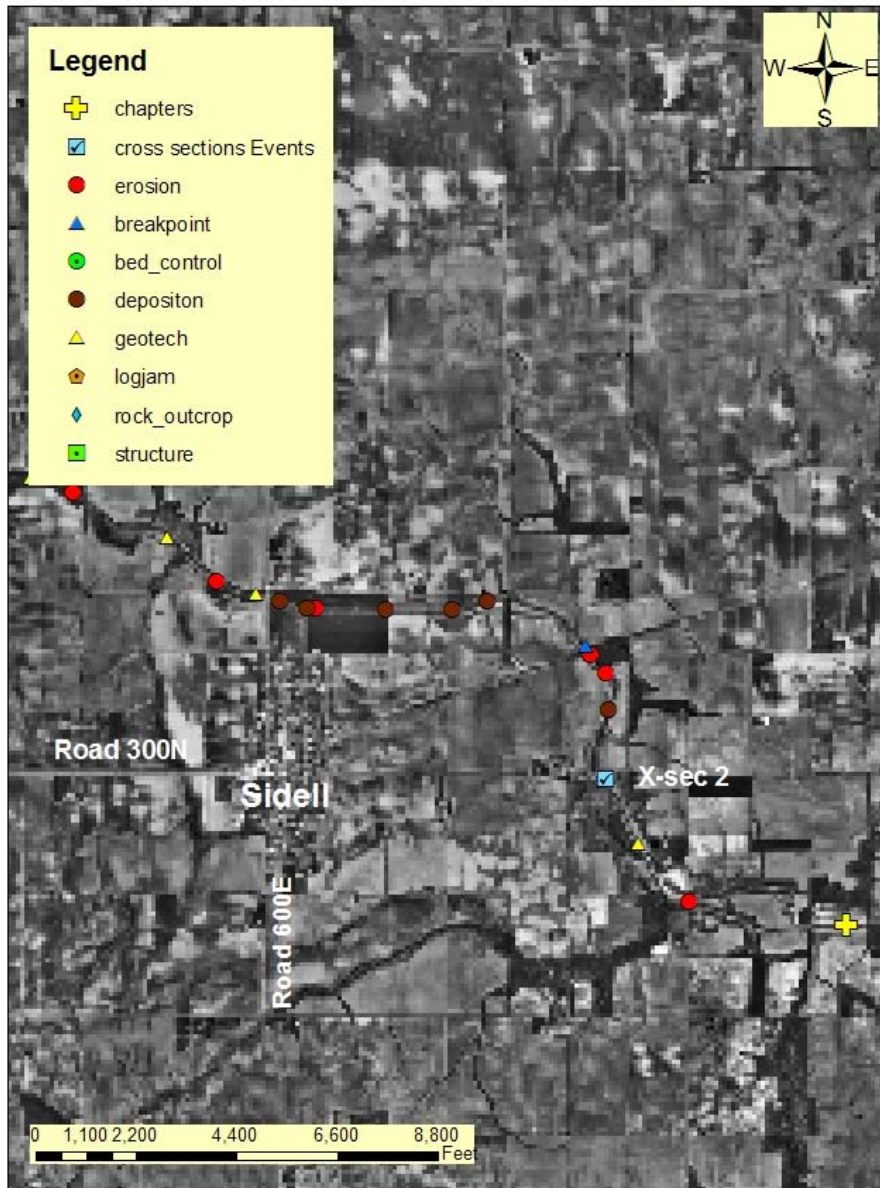 N
W E
S
Legend
chapters
cross sections Events
erosion
breakpoint
bed_control
depositon
geotech
logjam
rock_outcrop
structure
Road 300N
X-sec 2
Sidell
Road 600E
0 1,100 2,200 4,400 6,600 8,800
Feet